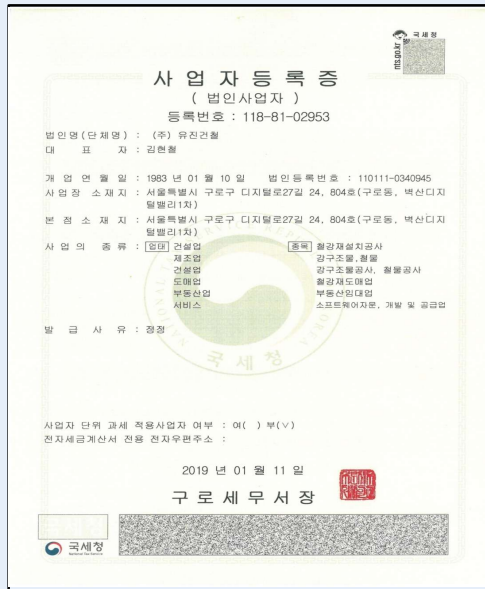 국세청
nts.go.kr
사업자등록증
( 법인사업자 )
등록번호 : 118-81-02953
법인명(단체명) : (주) 유진건철
대 표 자 : 김현철
개 업 연 월 일 : 1983 년 01 월 10 일 법인등록번호 : 110111-0340945
사업장 소재지 : 서울특별시 구로구 디지털로27길 24, 804호(구로동, 벽산디지
털밸리1차)
본 점 소 재 지 : 서울특별시 구로구 디지털로27길 24, 804호(구로동, 벽산디지
털밸리1차)
사 업 의 종 류 : 업태 건설업 종목 철강재설치공사
제조업 강구조물,철물
건설업 강구조물공사, 철물공사
도매업 철강재도매업
부동산업 부동산임대업
서비스 소프트웨어자문, 개발 및 공급업
발 급 사 유 : 정정
국세청
사업자 단위 과세 적용사업자 여부 : 여( ) 부(∨)
전자세금계산서 전용 전자우편주소 :
2019 년 01 월 11 일
구로세무서장
국세청
National Tax Service